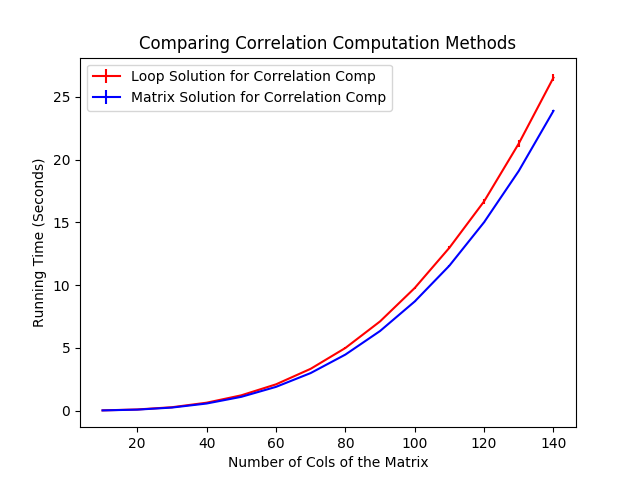 Comparing Correlation Computation Methods
Loop Solution for Correlation Comp
Matrix Solution for Correlation Comp
Running Time (Seconds)
25
20
15
10
5
0
20 40 60 80 100 120 140
Number of Cols of the Matrix